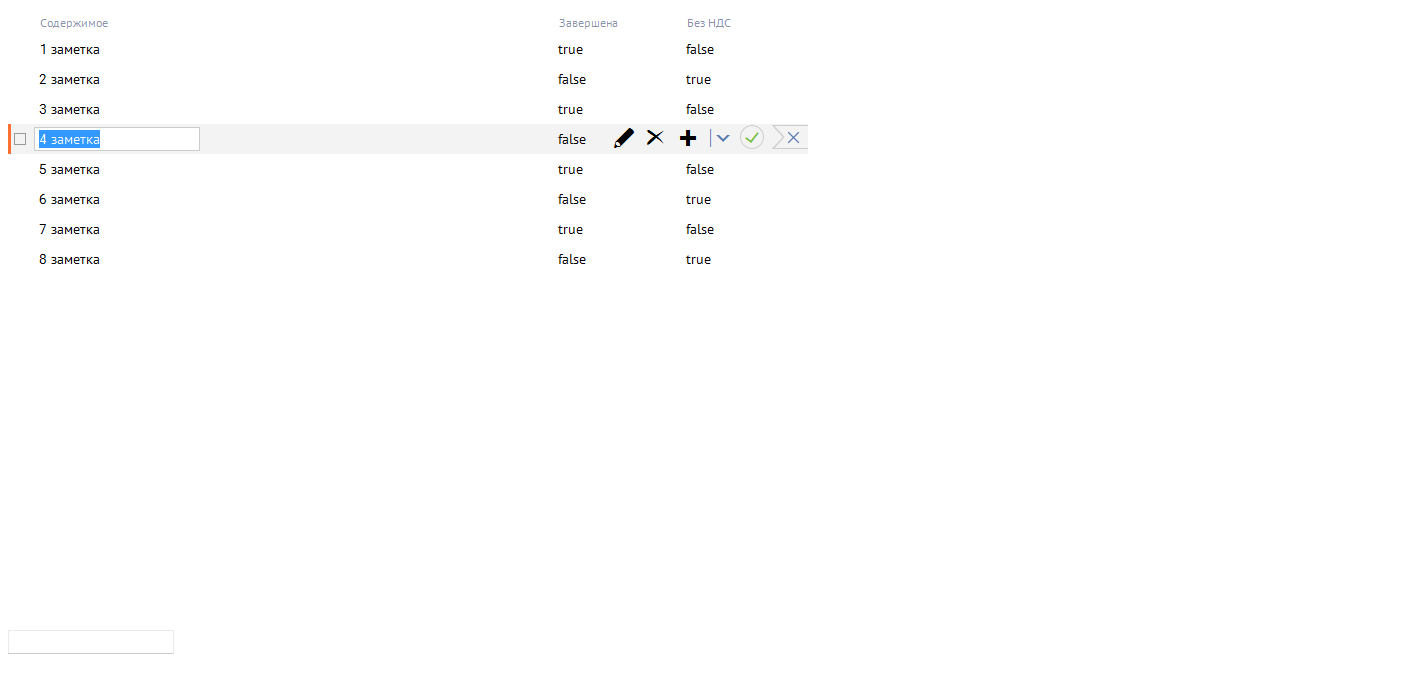 Содержимое Завершена Без НДС
1 заметка true false
2 заметка false true
3 заметка true false
4 заметка false
5 заметка true false
6 заметка false true
7 заметка true false
8 заметка false true